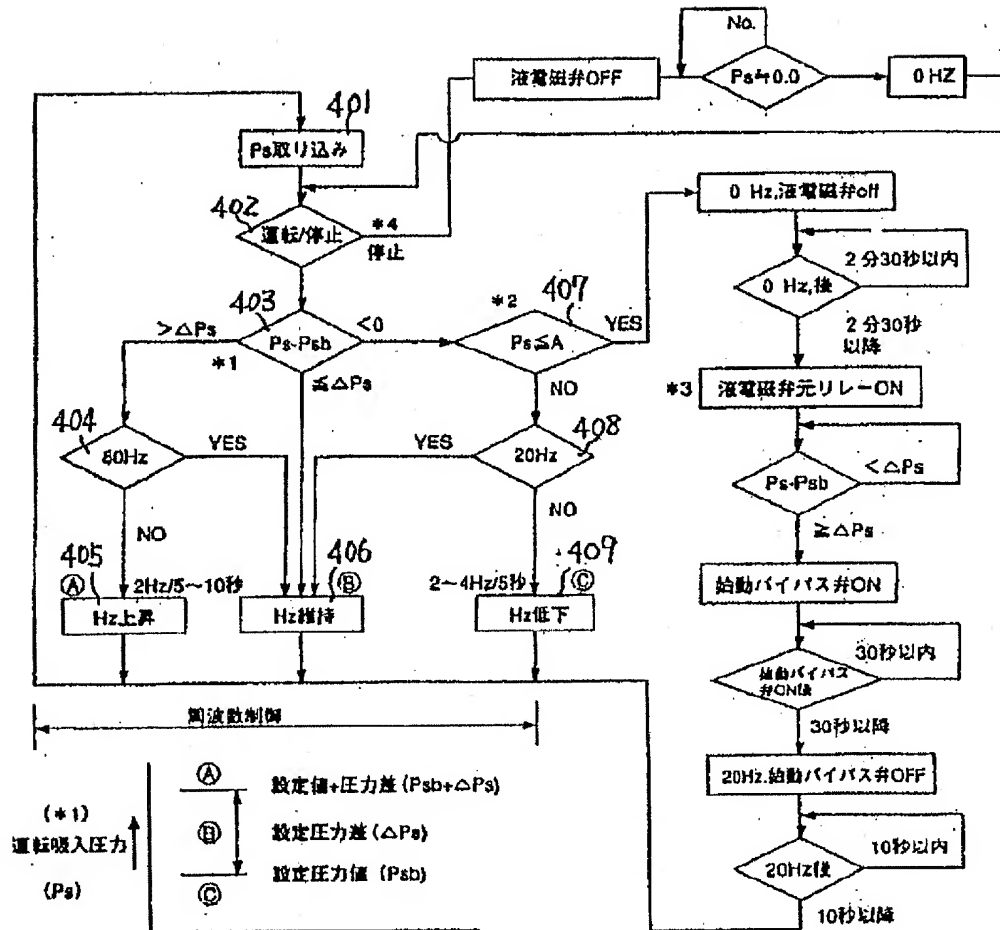 No.
液電磁弁OFF
Ps≒0.0
0 HZ
401
Ps取り込み
402
運転/停止
*4
停止
0 Hz,液電磁弁off
2分30秒以内
0 Hz,後
2分30秒
以降
403
>△Ps
Ps-Psb
<0
*1
≦△Ps
*2
407
Ps≦A
YES
NO
*3
液電磁弁元リレーON
404
80Hz
YES
NO
YES
408
20Hz
NO
Ps-Psb
<△Ps
≧△Ps
405
Ⓐ
2Hz/5~10秒
Hz上昇
406
Ⓑ
Hz維持
409
2~4Hz/5秒
Ⓒ
Hz低下
始動バイパス弁ON
30秒以内
始動バイパス
弁ON後
30秒以降
周波数制御
20Hz.始動バイパス弁OFF
10秒以内
20Hz後
10秒以降
(*1)
運転吸入圧力
(Ps)
Ⓐ
設定値+圧力差(Psb+△Ps)
Ⓑ
設定圧力差(△Ps)
設定圧力値 (Psb)
Ⓒ